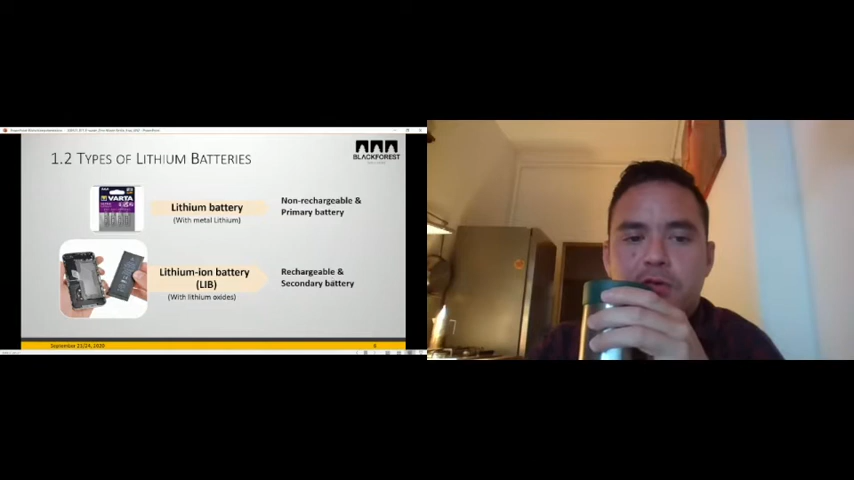 1.2 TYPES OF LITHIUM BATTERIES
BLACKFOREST
VARTA
Lithium battery
(With metal Lithium)
Non-rechargeable &
Primary battery
Lithium-ion battery
(LIB)
(With lithium oxides)
Rechargeable &
Secondary battery
September 23/24, 2020